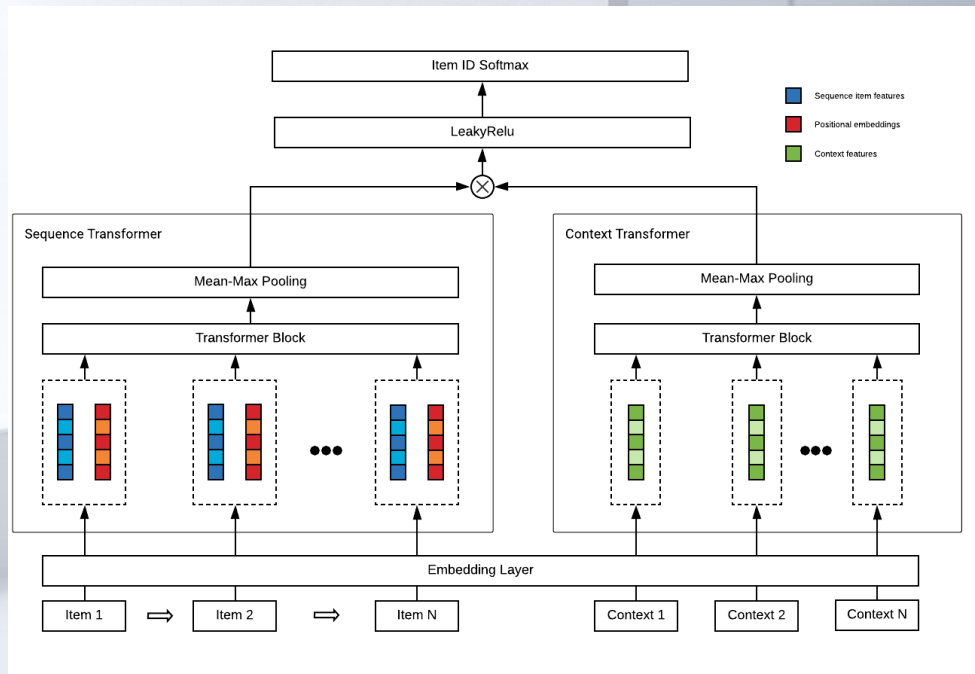 Item ID Softmax
LeakyRelu
Sequence item features
Positional embeddings
Context features
Sequence Transformer
Mean-Max Pooling
Transformer Block
Context Transformer
Mean-Max Pooling
Transformer Block
Embedding Layer
Item 1
Item 2
Item N
Context 1
Context 2
Context N